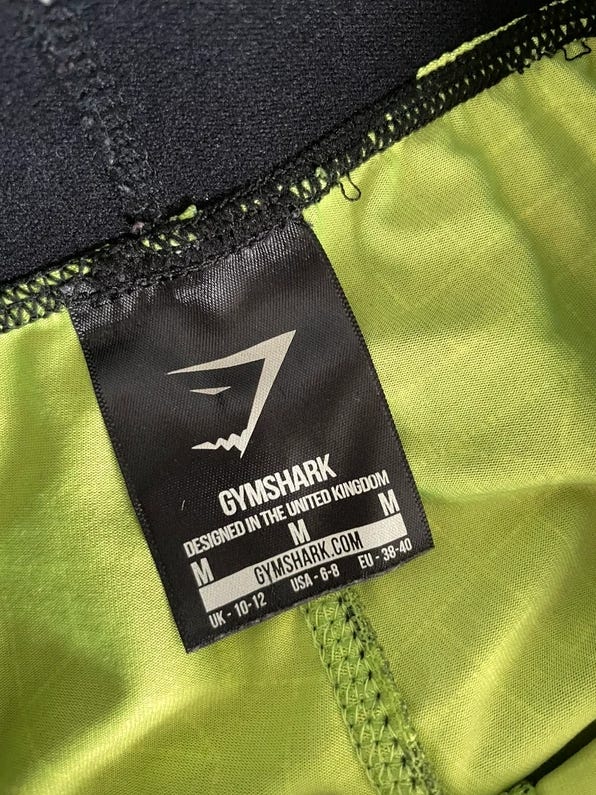 GYMSHARK
DESIGNED IN THE UNITED KINGDOM
M M M
GYMSHARK.COM
UK - 10-12 USA - 6-8 EU - 38-40